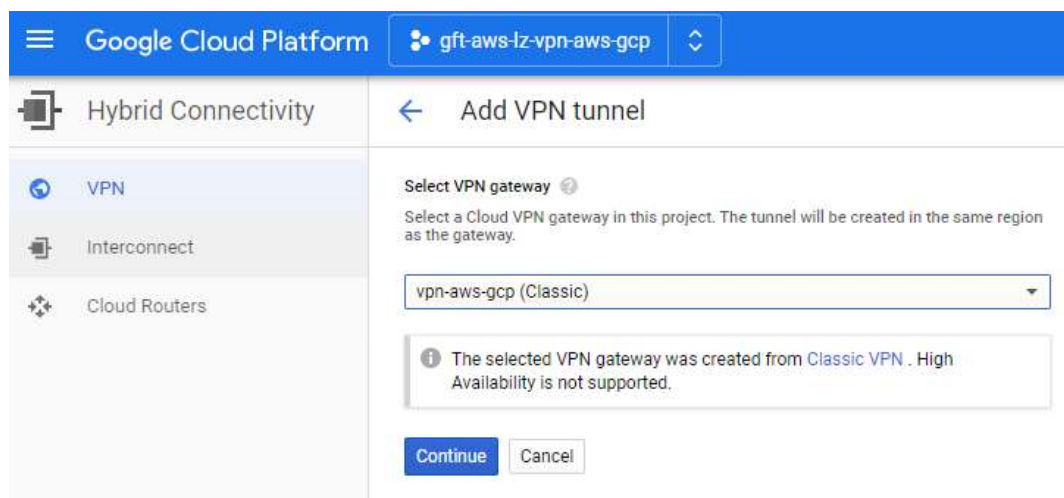 Google Cloud Platform
gft-aws-lz-vpn-aws-gcp
Hybrid Connectivity
Add VPN tunnel
VPN
Interconnect
Cloud Routers
Select VPN gateway
Select a Cloud VPN gateway in this project. The tunnel will be created in the same region
as the gateway.
vpn-aws-gcp (Classic)
The selected VPN gateway was created from Classic VPN . High
Availability is not supported.
Continue
Cancel